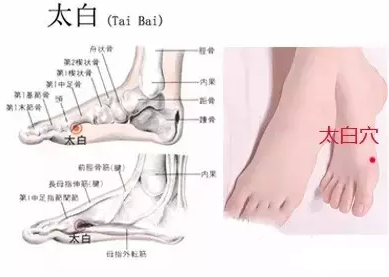 太白 (Tai Bai)
舟状骨
第2楔状骨
第1楔状骨
第1中足骨
第1基節骨
第1末節骨
頭
脛骨
内果
距骨
踵骨
太白
前脛骨筋(腱)
長母指伸筋(腱)
第1中足指節関節
内果
太白
母指外転筋
太白穴